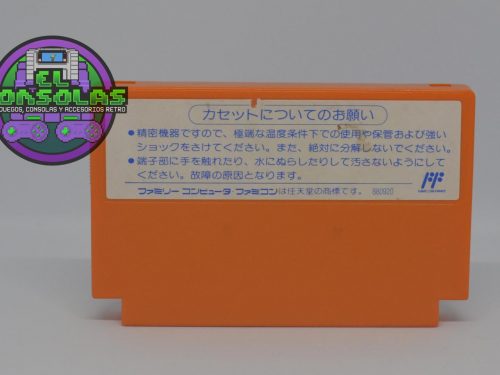 EL
CONSOLAS
JUEGOS, CONSOLAS Y ACCESORIOS RETRO
カセットについてのお願い
●精密機器ですので、極端な温度条件下での使用や保管および強い
ショックをさけてください。また、絶対に分解しないでください。
●端子部に手を触れたり、水にぬらしたりして汚さないようにして
ください。故障の原因となります。
ファミリー コンピュータ・ファミコンは任天堂の商標です。 880920
FF